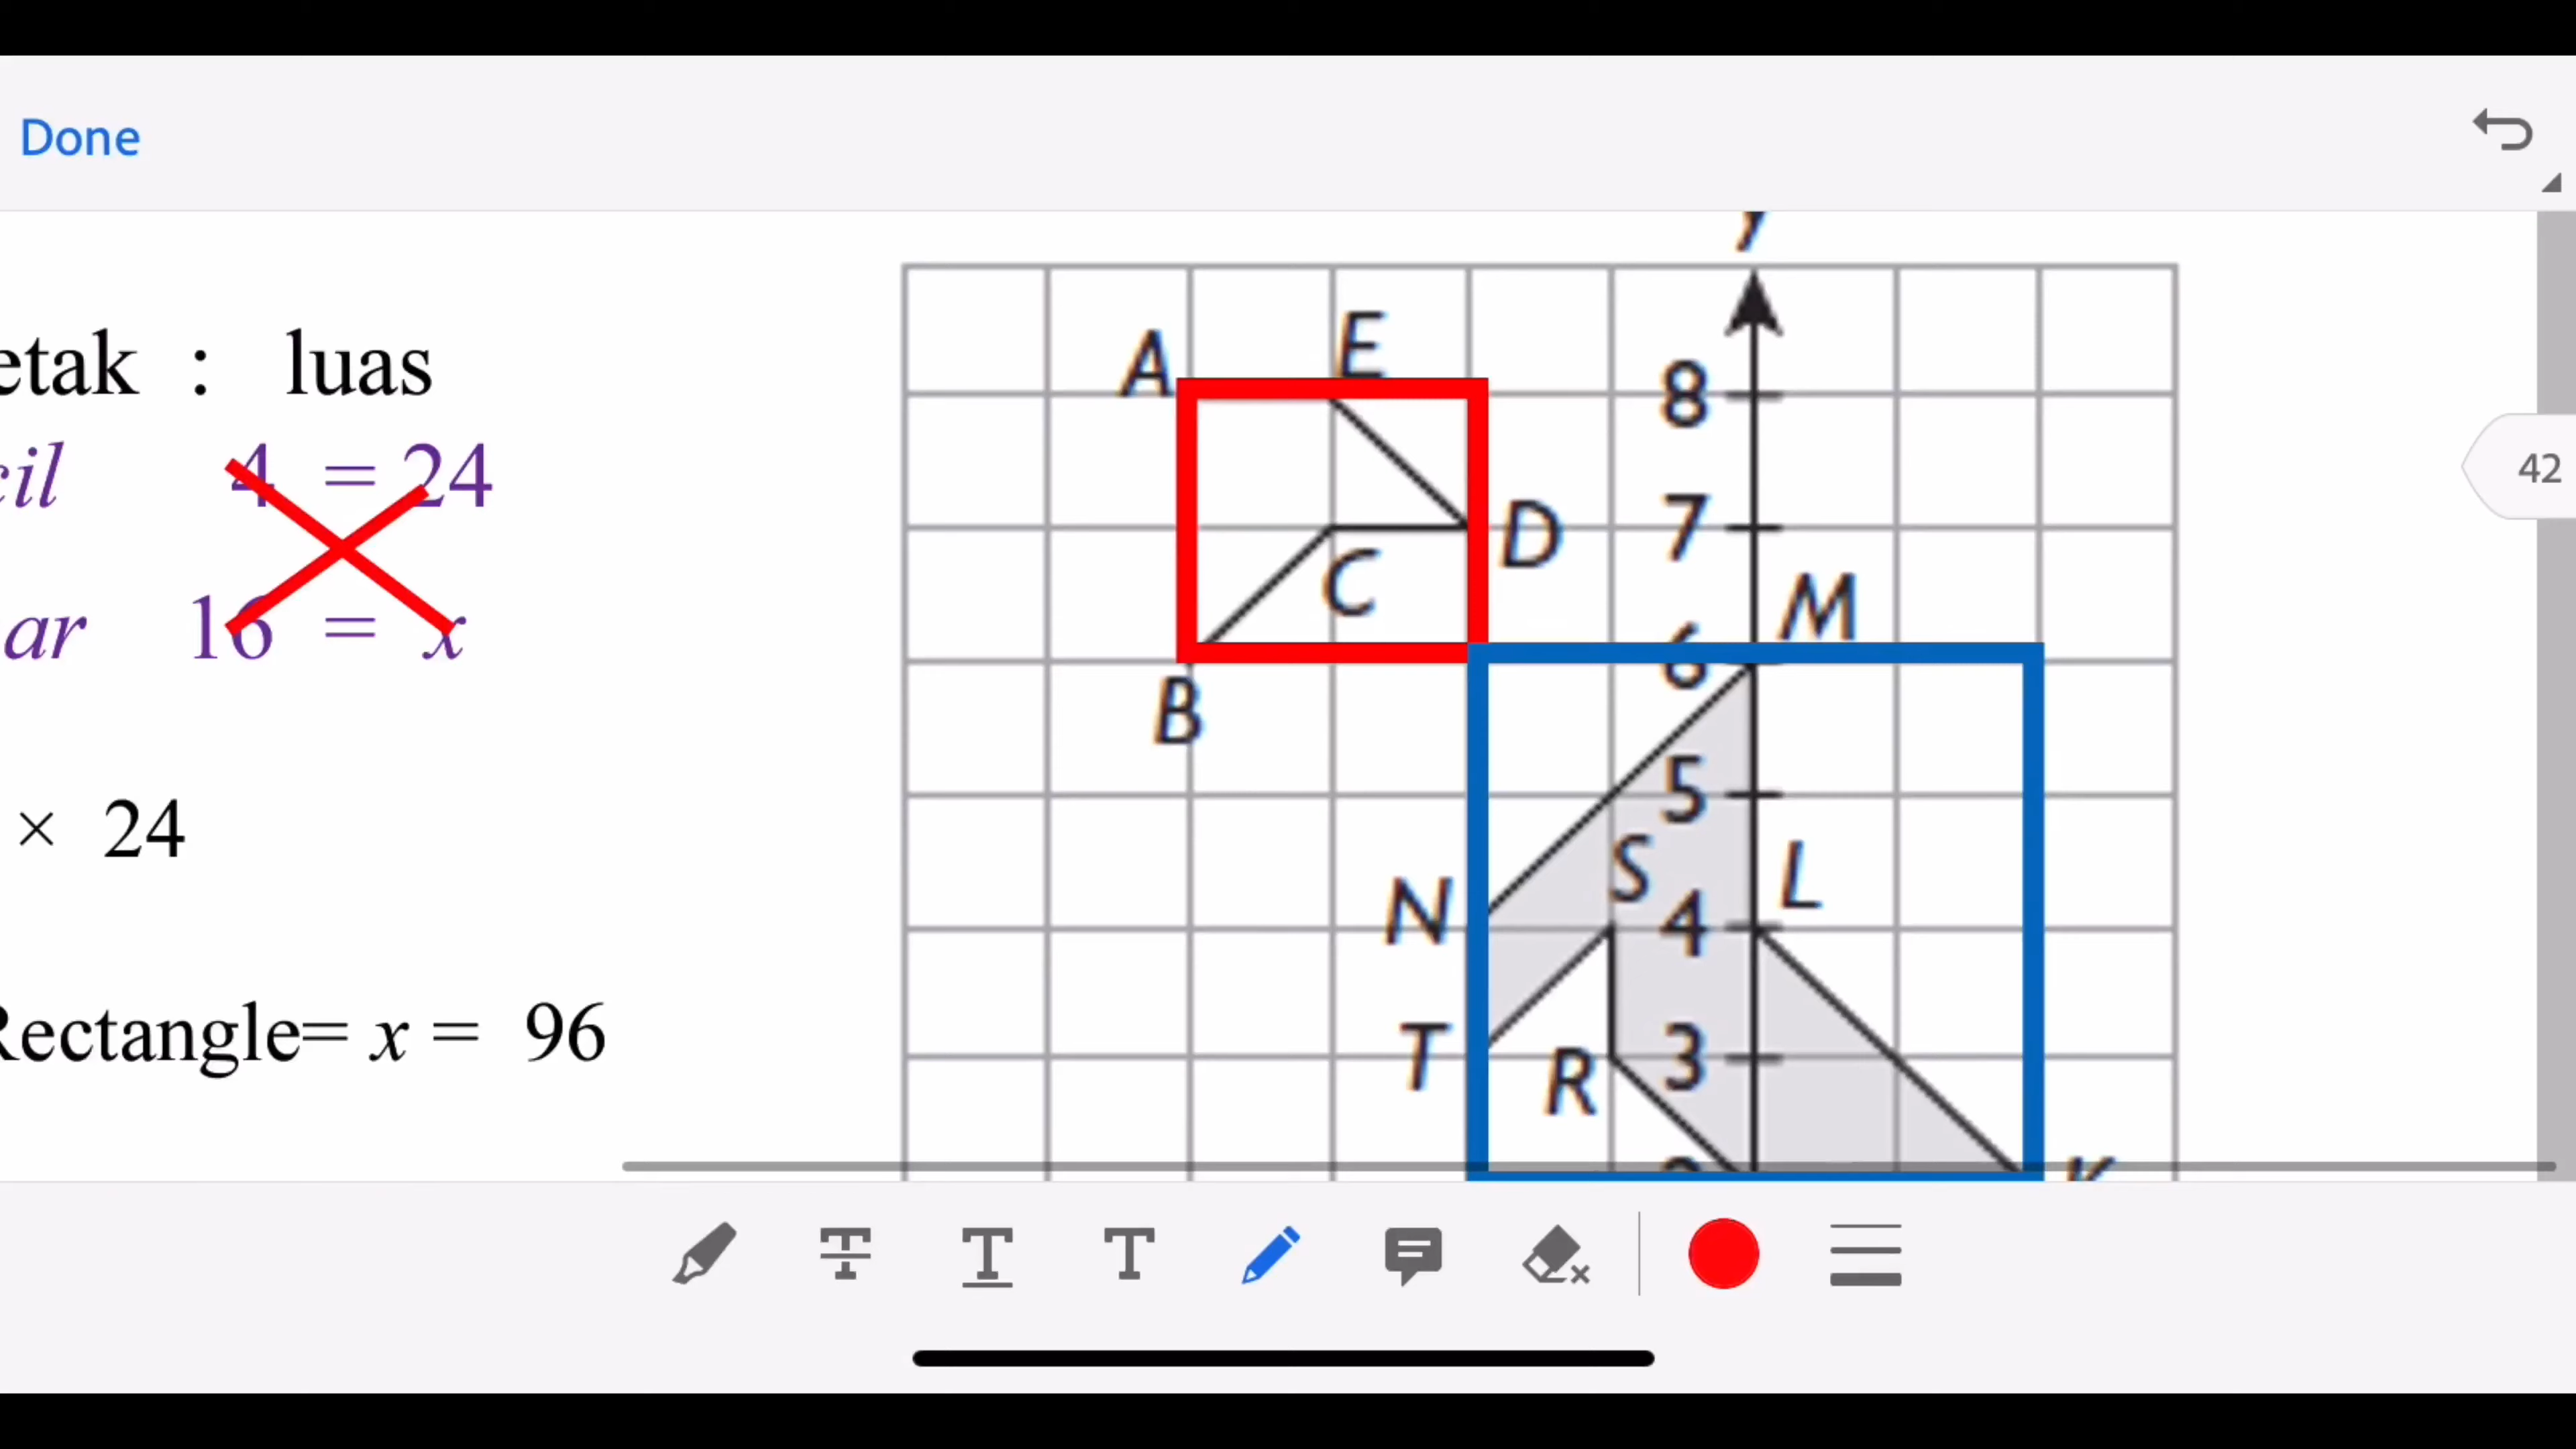 Done
etak : luas
cil 4 = 24
ar 16 = x
× 24
Rectangle= x = 96
y
A E
8
D 7
C
M
6
B
5
S L
N 4
T R 3
K
42